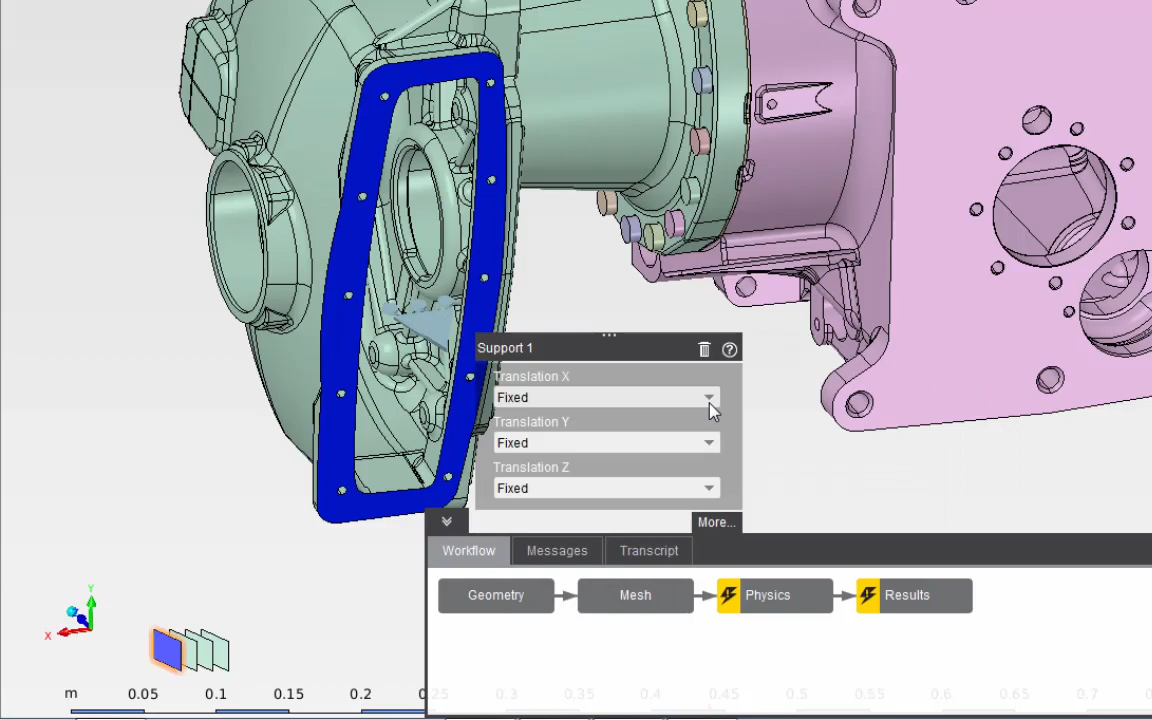 Support 1
Translation X
Fixed
Translation Y
Fixed
Translation Z
Fixed
More...
Workflow Messages Transcript
Geometry Mesh Physics Results
Y
X
m 0.05 0.1 0.15 0.2 0.25 0.3 0.35 0.4 0.45 0.5 0.55 0.6 0.65 0.7